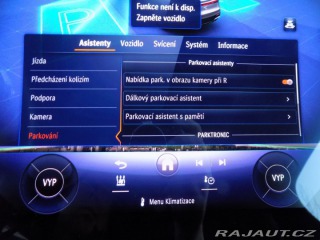 Funkce není k disp.
Zapněte vozidlo
Asistenty Vozidlo Svícení Systém Informace
Parkovací asistenty
Jízda
Nabídka park. v obrazu kamery při R
Předcházení kolizím
Dálkový parkovací asistent
Podpora
Parkovací asistent s pamětí
Kamera
PARKTRONIC
Parkování
VYP
VYP
Menu Klimatizace
RAJAUT.CZ